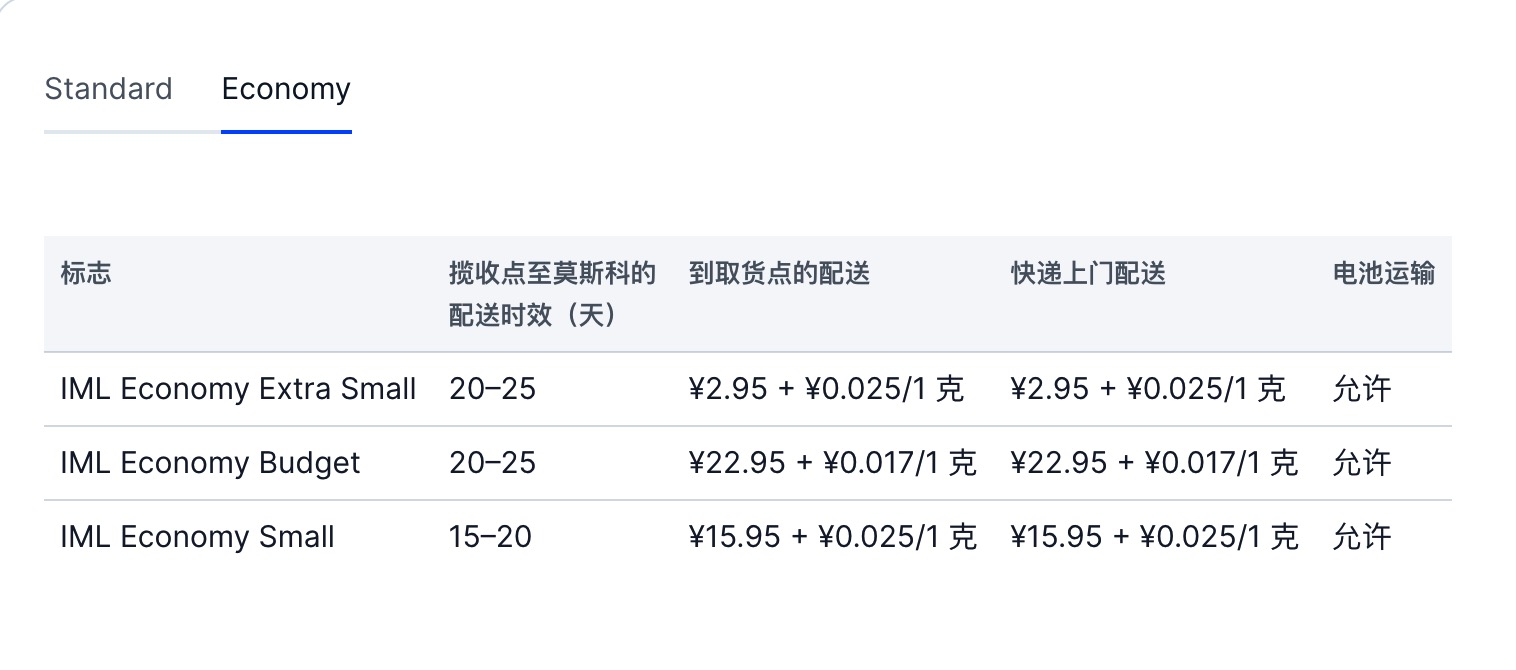 Standard Economy
标志 揽收点至莫斯科的 到取货点的配送 快递上门配送 电池运输
配送时效（天）
IML Economy Extra Small 20–25 ¥2.95 + ¥0.025/1 克 ¥2.95 + ¥0.025/1 克 允许
IML Economy Budget 20–25 ¥22.95 + ¥0.017/1 克 ¥22.95 + ¥0.017/1 克 允许
IML Economy Small 15–20 ¥15.95 + ¥0.025/1 克 ¥15.95 + ¥0.025/1 克 允许